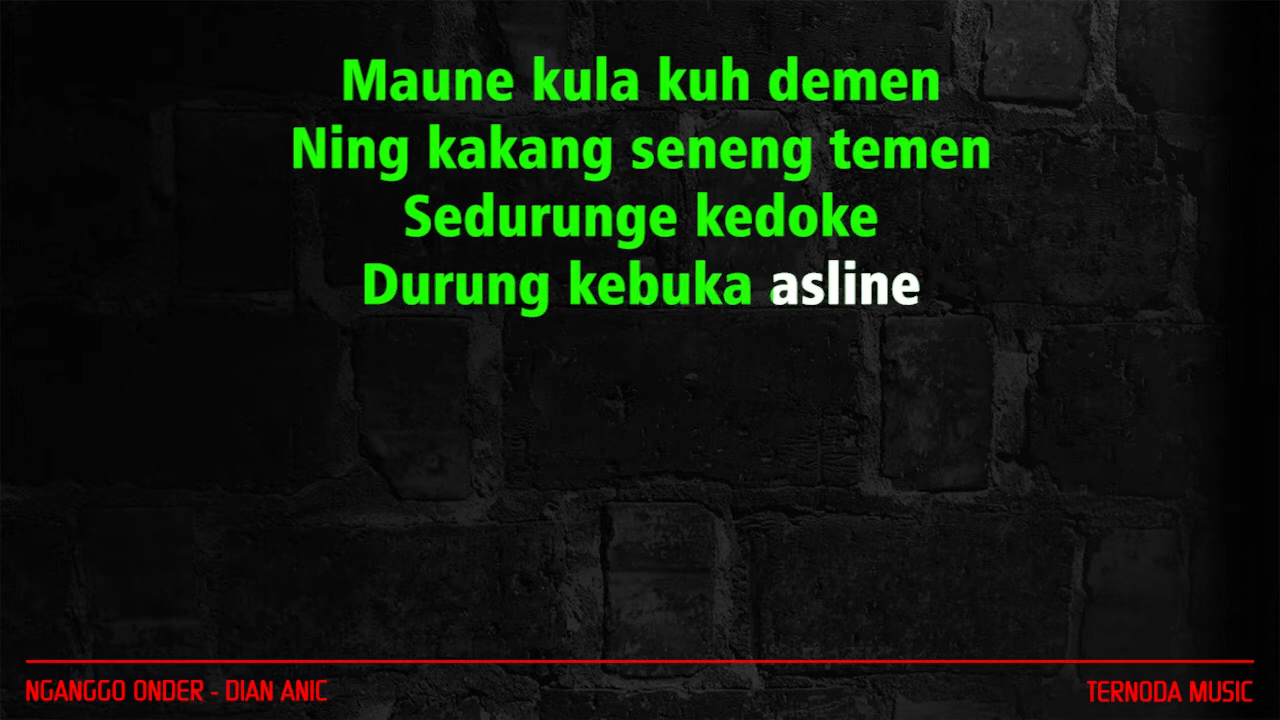 Maune kula kuh demen
Ning kakang seneng temen
Sedurunge kedoke
Durung kebuka asline
NGANGGO ONDER - DIAN ANIC
TERNODA MUSIC